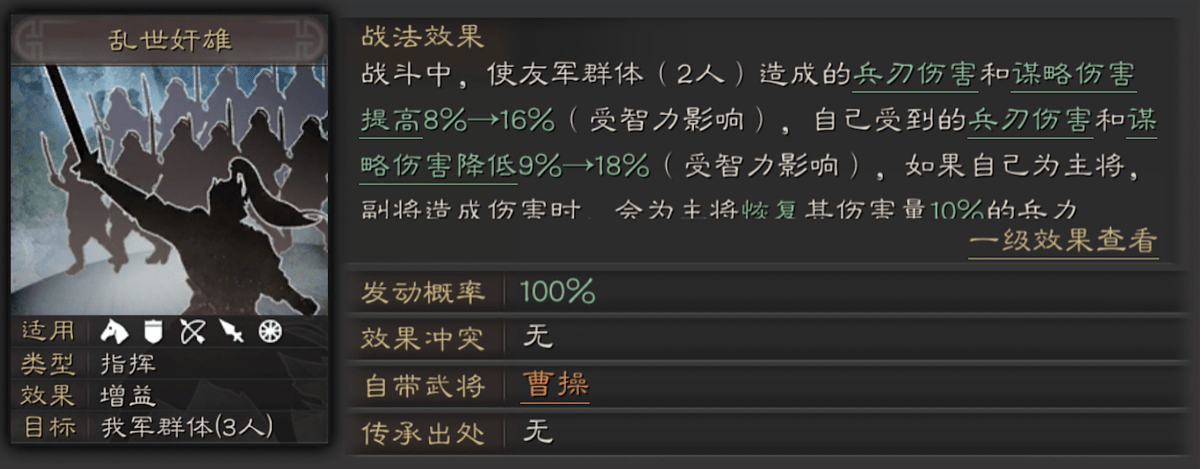 乱世奸雄
适用
类型 指挥
效果 增益
目标 我军群体(3人)
战法效果
战斗中，使友军群体（2人）造成的兵刃伤害和谋略伤害
提高8%→16%（受智力影响），自己受到的兵刃伤害和谋
略伤害降低9%→18%（受智力影响），如果自己为主将，
副将造成伤害时，会为主将恢复其伤害量10%的兵力
一级效果查看
发动概率 100%
效果冲突 无
自带武将 曹操
传承出处 无